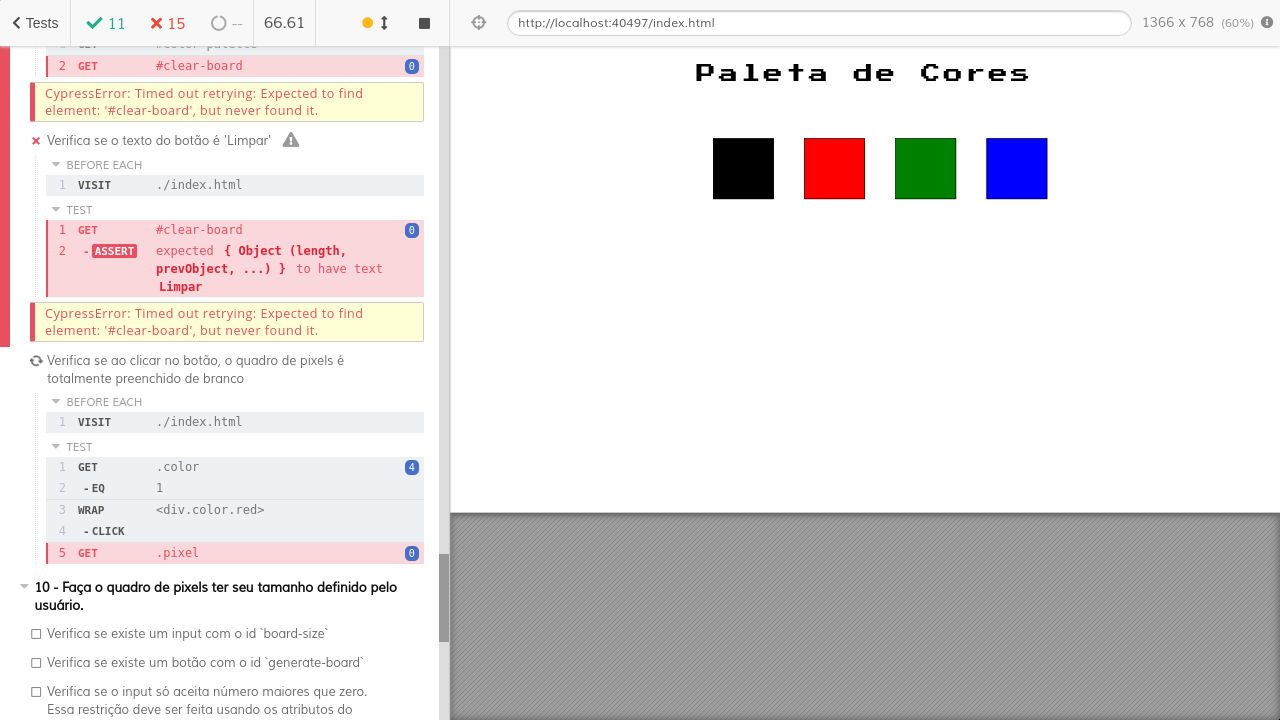 Tests
11
15
--
66.61
http://localhost:40497/index.html
1366 x 768 (60%)
1 GET #color-palette
2 GET #clear-board 0
CypressError: Timed out retrying: Expected to find
element: '#clear-board', but never found it.
Verifica se o texto do botão é 'Limpar'
BEFORE EACH
1 VISIT ./index.html
TEST
1 GET #clear-board 0
2 - ASSERT expected { Object (length,
prevObject, ...) } to have text
Limpar
CypressError: Timed out retrying: Expected to find
element: '#clear-board', but never found it.
Verifica se ao clicar no botão, o quadro de pixels é
totalmente preenchido de branco
BEFORE EACH
1 VISIT ./index.html
TEST
1 GET .color 4
2 - EQ 1
3 WRAP <div.color.red>
4 - CLICK
5 GET .pixel 0
10 - Faça o quadro de pixels ter seu tamanho definido pelo
usuário.
Verifica se existe um input com o id `board-size`
Verifica se existe um botão com o id `generate-board`
Verifica se o input só aceita número maiores que zero.
Essa restrição deve ser feita usando os atributos do
Paleta de Cores